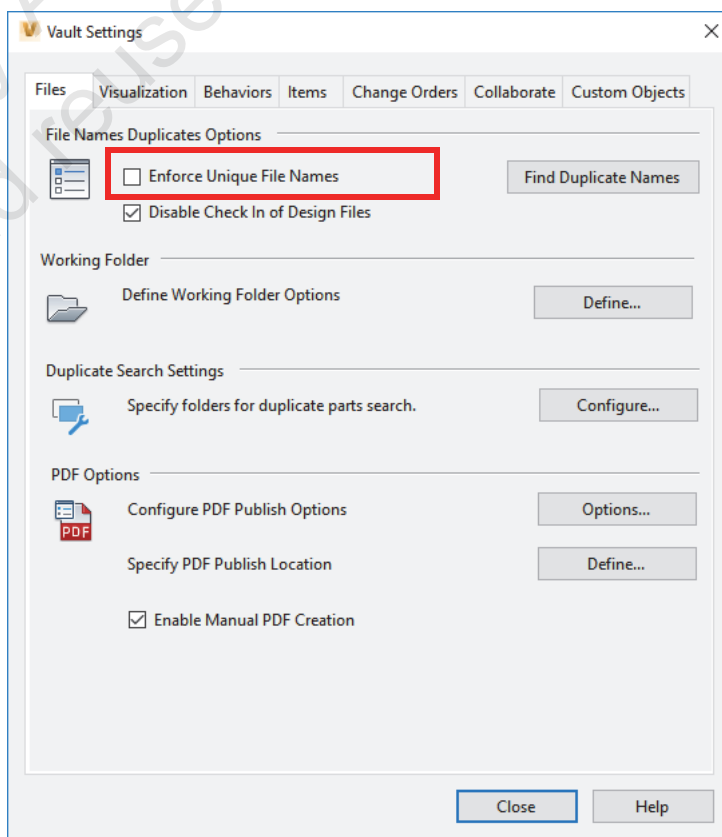 Vault Settings
Files Visualization Behaviors Items Change Orders Collaborate Custom Objects
File Names Duplicates Options
Enforce Unique File Names Find Duplicate Names
Disable Check In of Design Files
Working Folder
Define Working Folder Options Define...
Duplicate Search Settings
Specify folders for duplicate parts search. Configure...
PDF Options
PDF
Configure PDF Publish Options Options...
Specify PDF Publish Location Define...
Enable Manual PDF Creation
Close Help
reuse